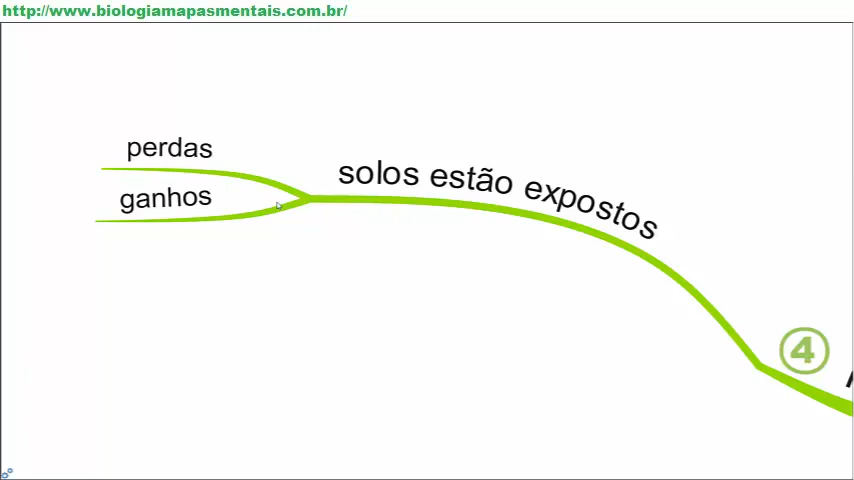 http://www.biologiamapasmentais.com.br/
perdas
ganhos
solos estão expostos
4